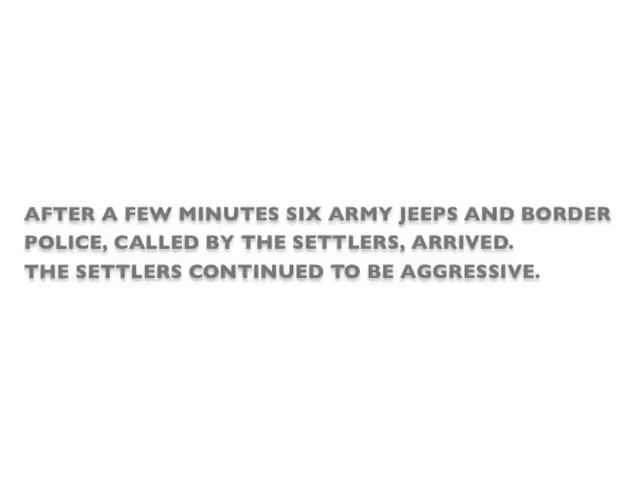 AFTER A FEW MINUTES SIX ARMY JEEPS AND BORDER
POLICE, CALLED BY THE SETTLERS, ARRIVED.
THE SETTLERS CONTINUED TO BE AGGRESSIVE.